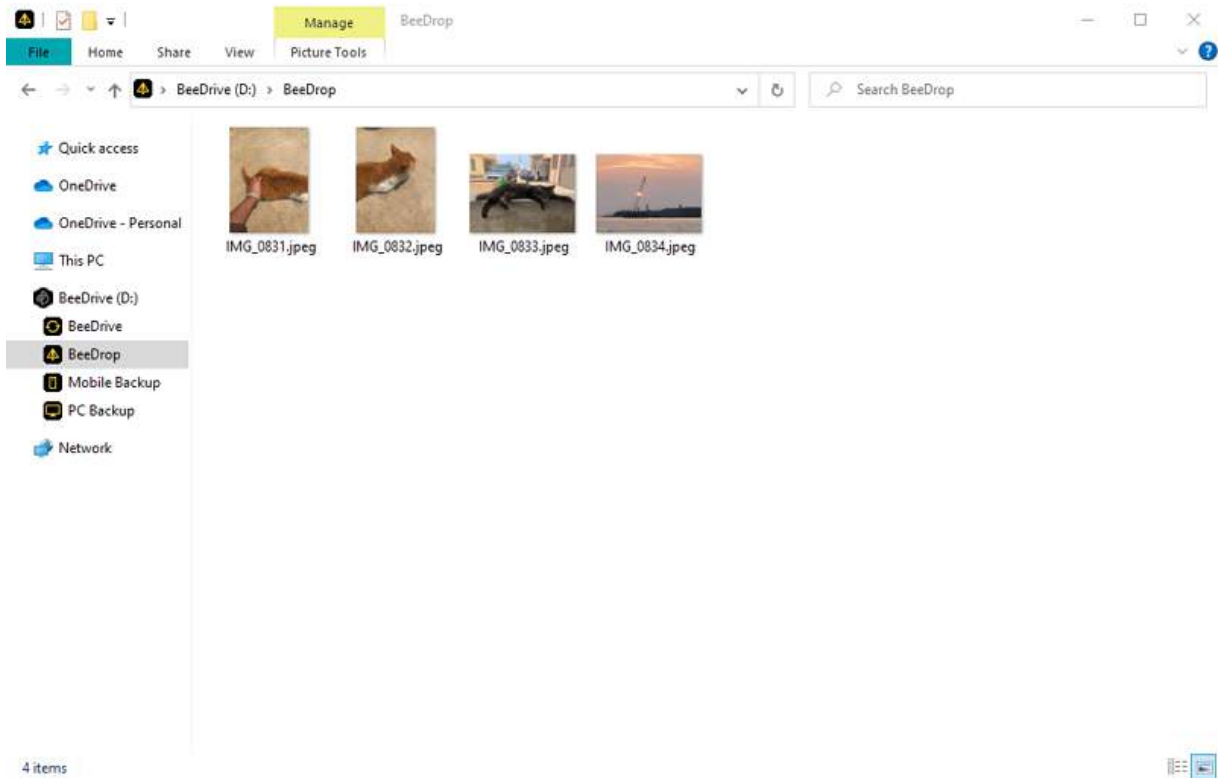 Manage
BeeDrop
File
Home
Share
View
Picture Tools
BeeDrive (D:) > BeeDrop
Search BeeDrop
Quick access
OneDrive
OneDrive - Personal
This PC
BeeDrive (D:)
BeeDrive
BeeDrop
Mobile Backup
PC Backup
Network
IMG_0831.jpeg
IMG_0832.jpeg
IMG_0833.jpeg
IMG_0834.jpeg
4 items